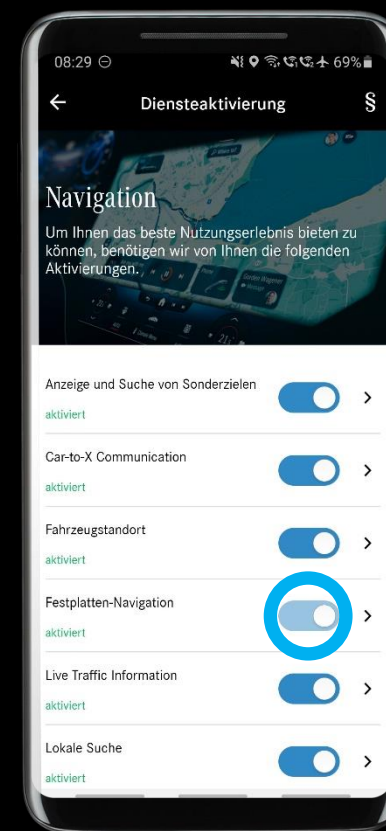 08:29
69%
Diensteaktivierung
§
Navigation
Um Ihnen das beste Nutzungserlebnis bieten zu
können, benötigen wir von Ihnen die folgenden
Aktivierungen.
Anzeige und Suche von Sonderzielen
aktiviert
Car-to-X Communication
aktiviert
Fahrzeugstandort
aktiviert
Festplatten-Navigation
aktiviert
Live Traffic Information
aktiviert
Lokale Suche
aktiviert